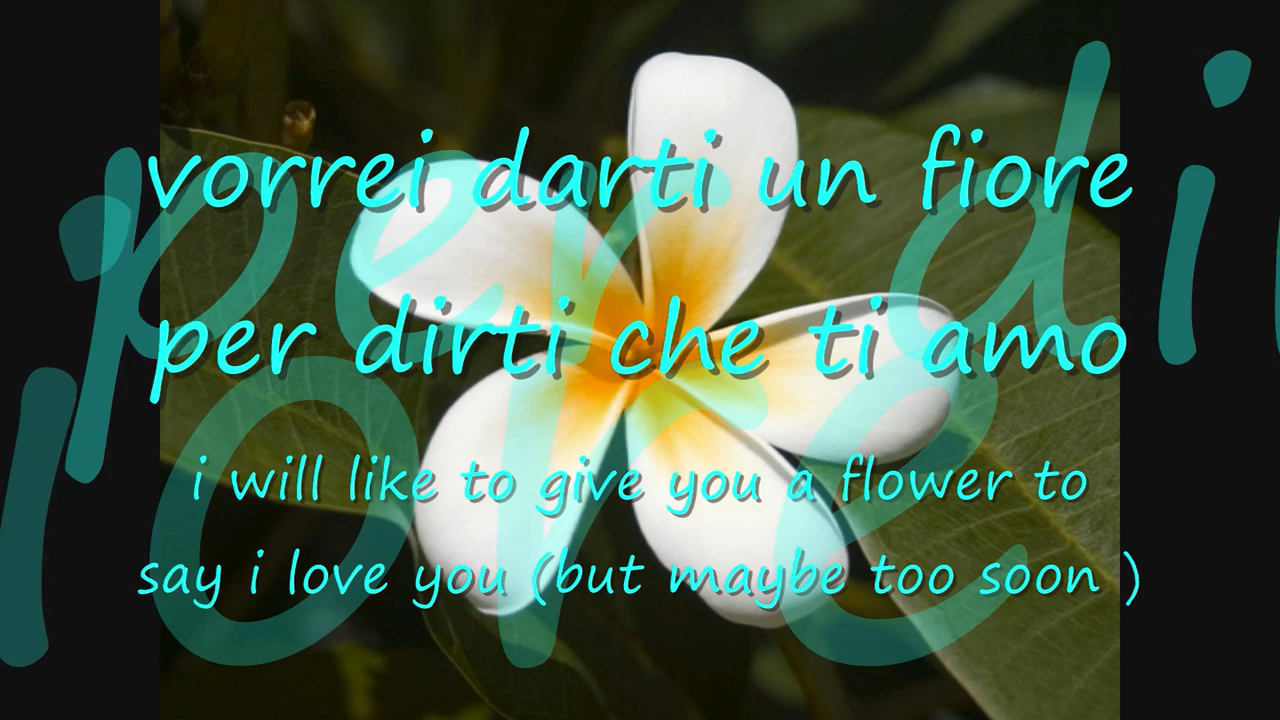 vorrei darti un fiore
per dirti che ti amo
i will like to give you a flower to
say i love you (but maybe too soon )